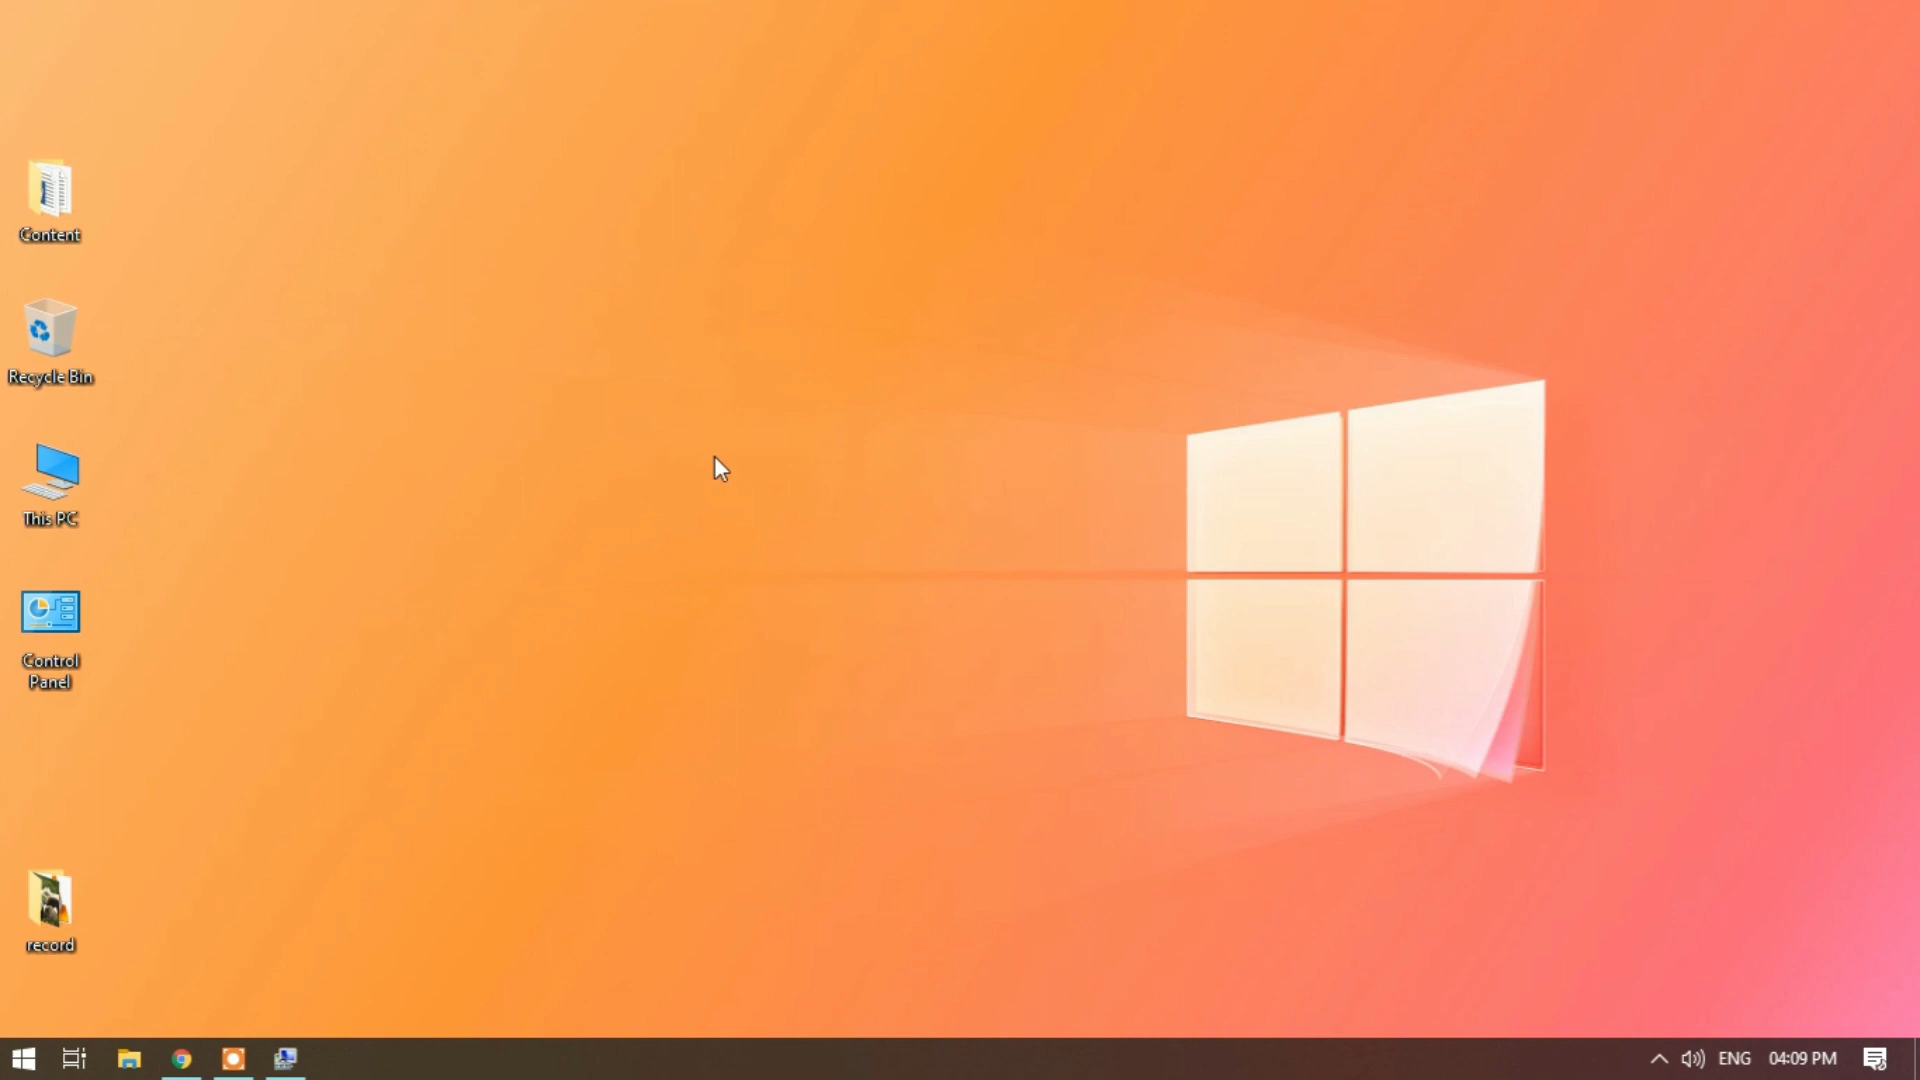 Content
Recycle Bin
This PC
Control
Panel
record
ENG 04:09 PM